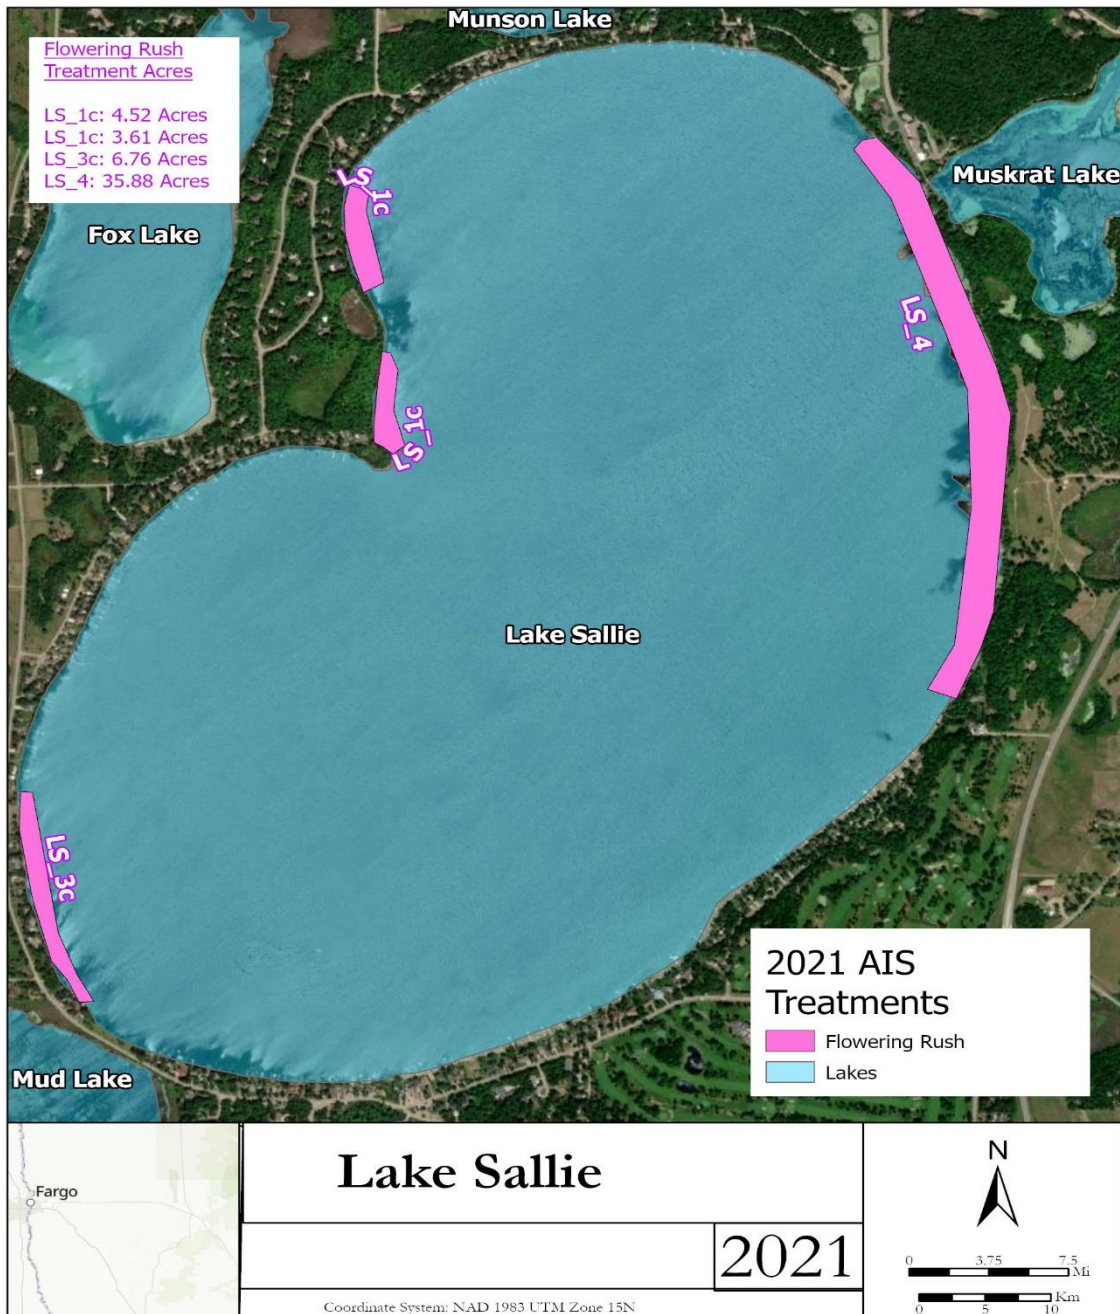 Munson Lake
Flowering Rush
Treatment Acres
LS_1c: 4.52 Acres
LS_1c: 3.61 Acres
LS_3c: 6.76 Acres
LS_4: 35.88 Acres
Muskrat Lake
LS_1c
Fox Lake
LS_4
LS_1c
Lake Sallie
LS_3c
2021 AIS
Treatments
Flowering Rush
Lakes
Mud Lake
Fargo
Lake Sallie
2021
Coordinate System: NAD 1983 UTM Zone 15N
N
0 3.75 7.5
Mi
0 5 10
Km